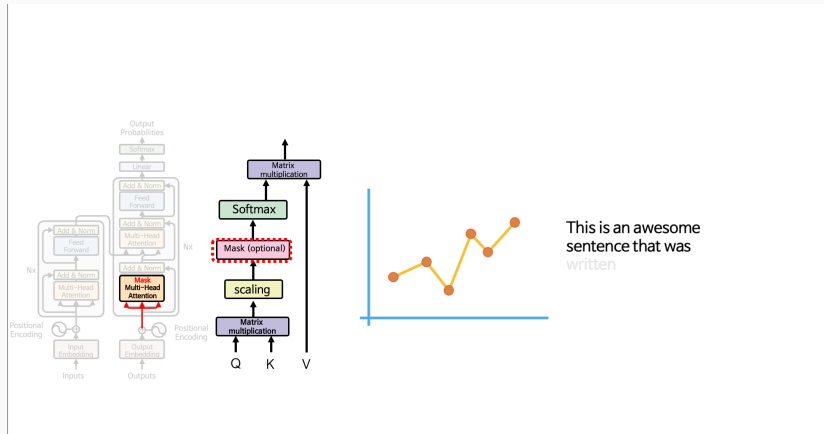 Output
Probabilities
Softmax
Linear
Add & Norm
Feed
Forward
Add & Norm
Multi-Head
Attention
Nx
Add & Norm
Mask
Multi-Head
Attention
Positional
Encoding
Output
Embedding
Outputs
Add & Norm
Feed
Forward
Nx
Add & Norm
Multi-Head
Attention
Positional
Encoding
Input
Embedding
Inputs
Matrix
multiplication
Softmax
Mask (optional)
scaling
Matrix
multiplication
Q K V
This is an awesome
sentence that was
written